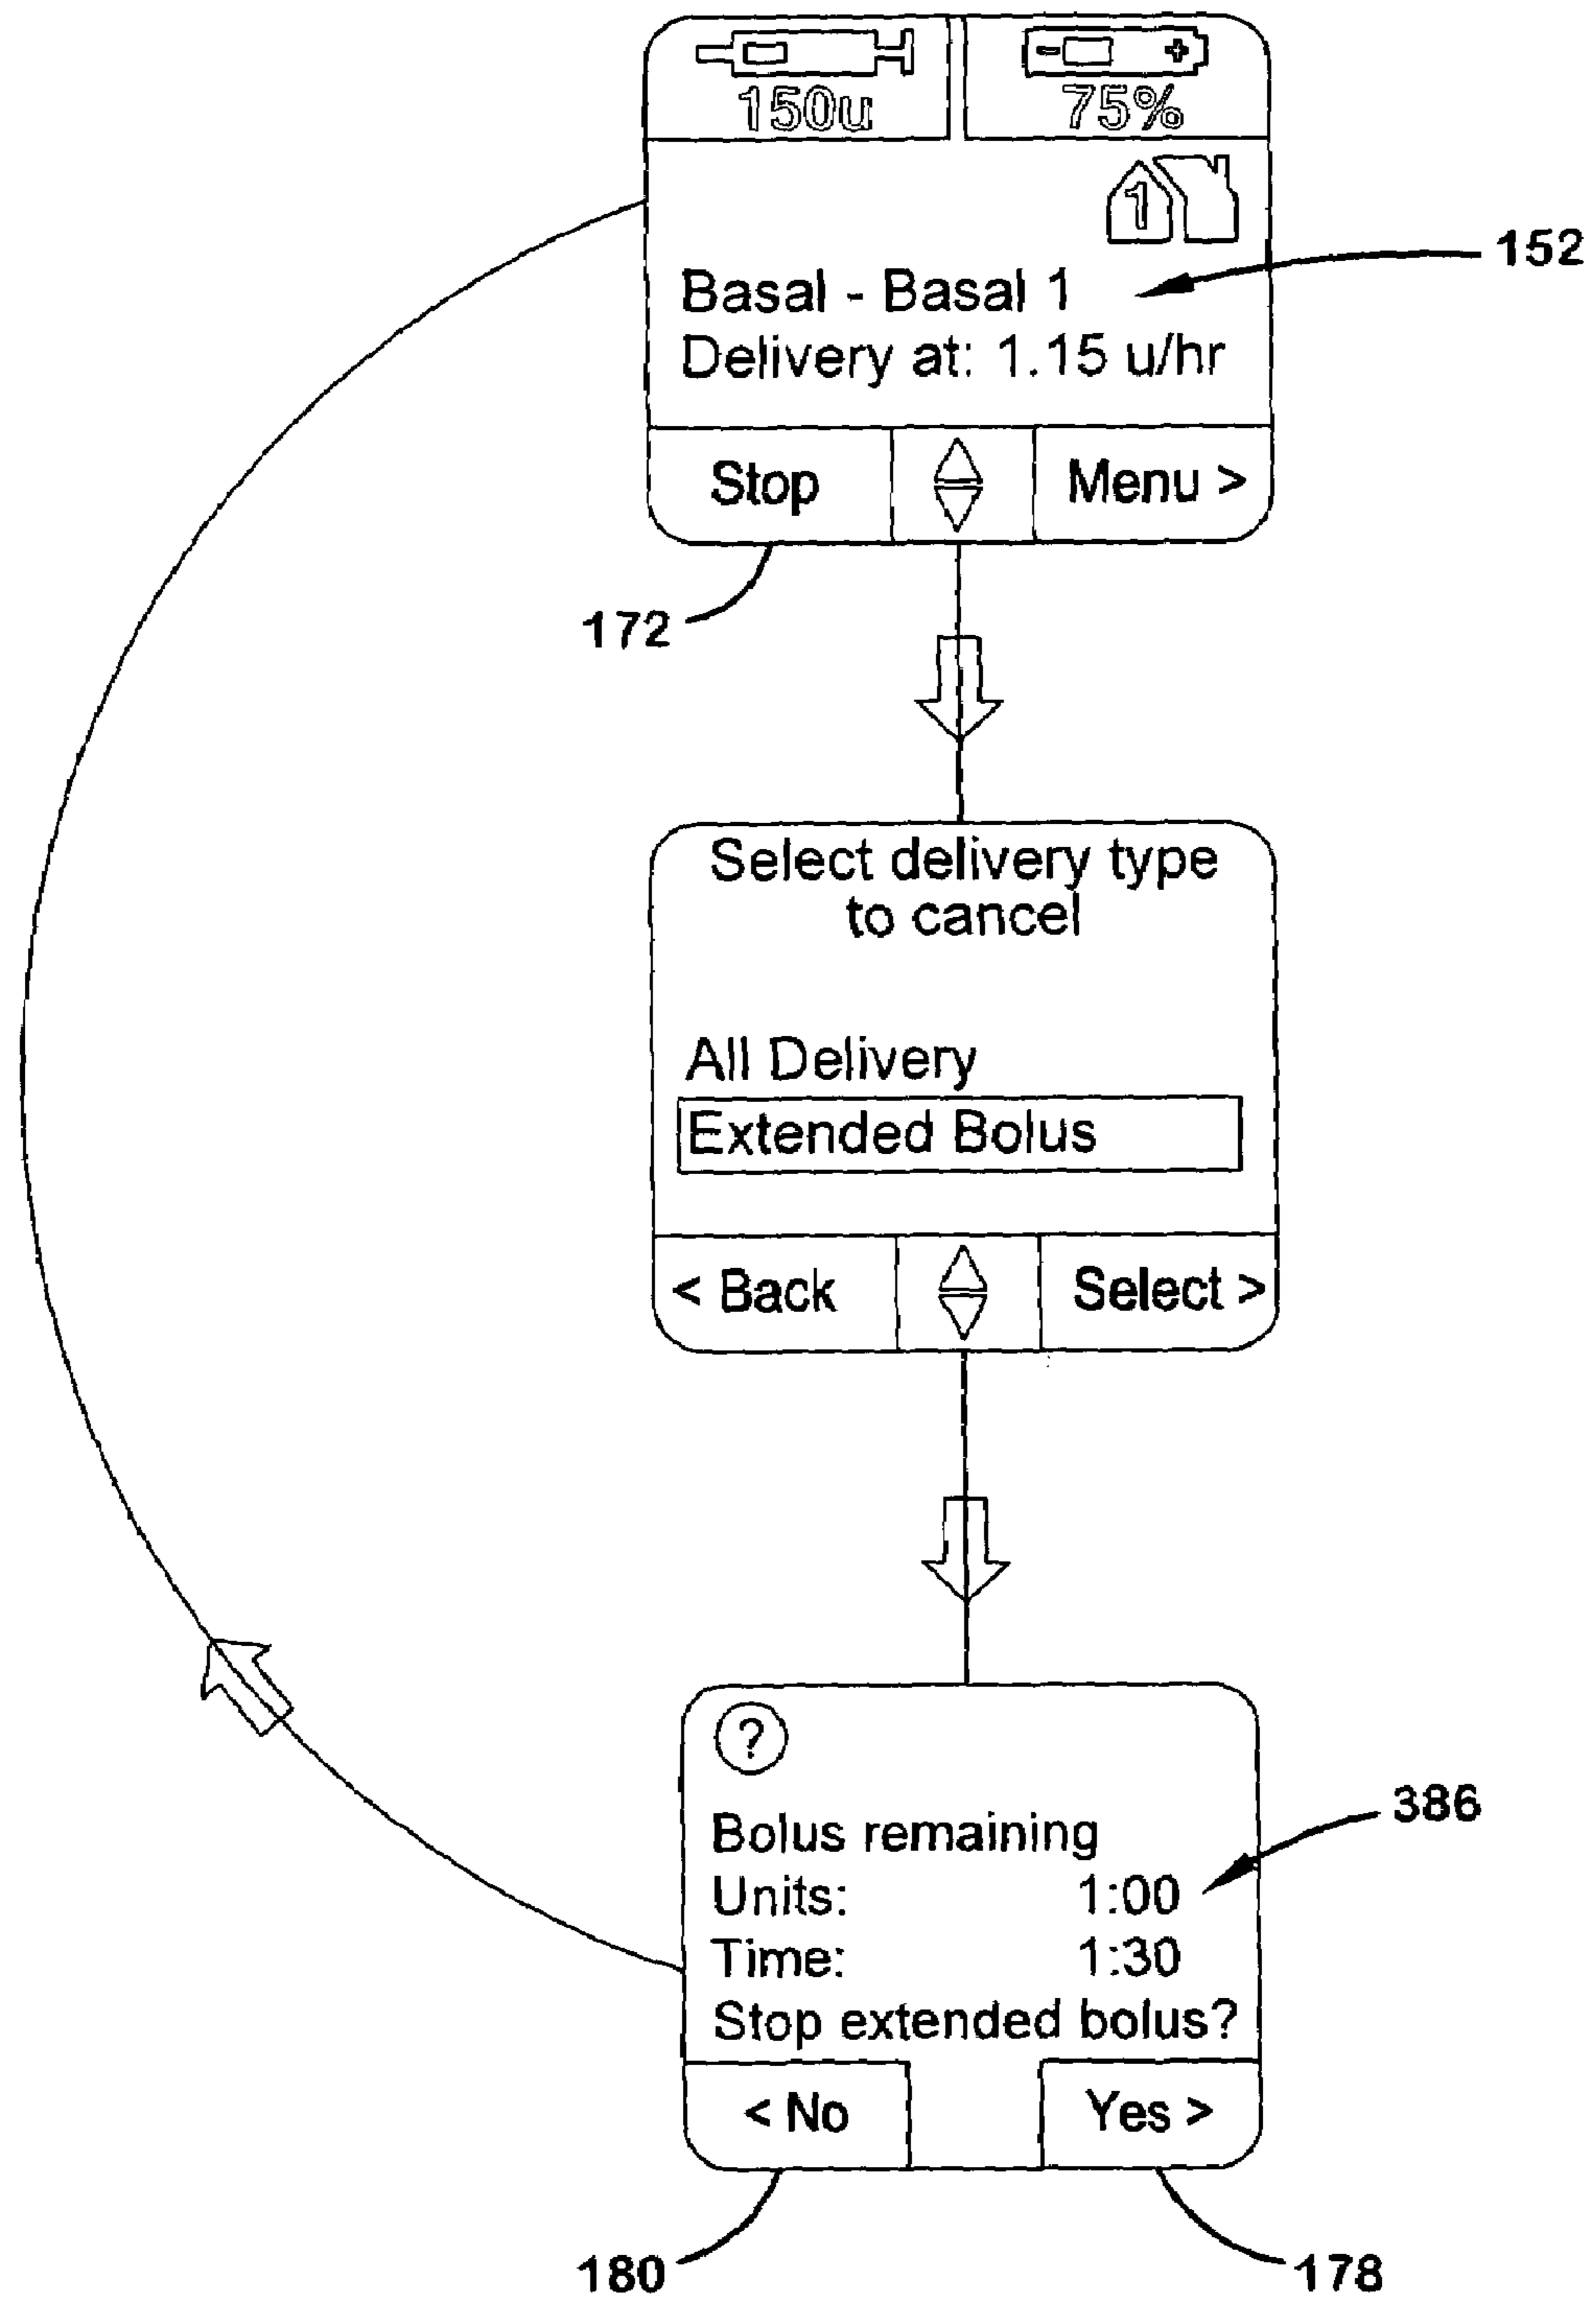 150u 75%
1
152
Basal - Basal 1
Delivery at: 1.15 u/hr
Stop Menu >
172
Select delivery type
to cancel
All Delivery
Extended Bolus
< Back Select >
?
386
Bolus remaining
Units: 1:00
Time: 1:30
Stop extended bolus?
< No Yes >
180 178